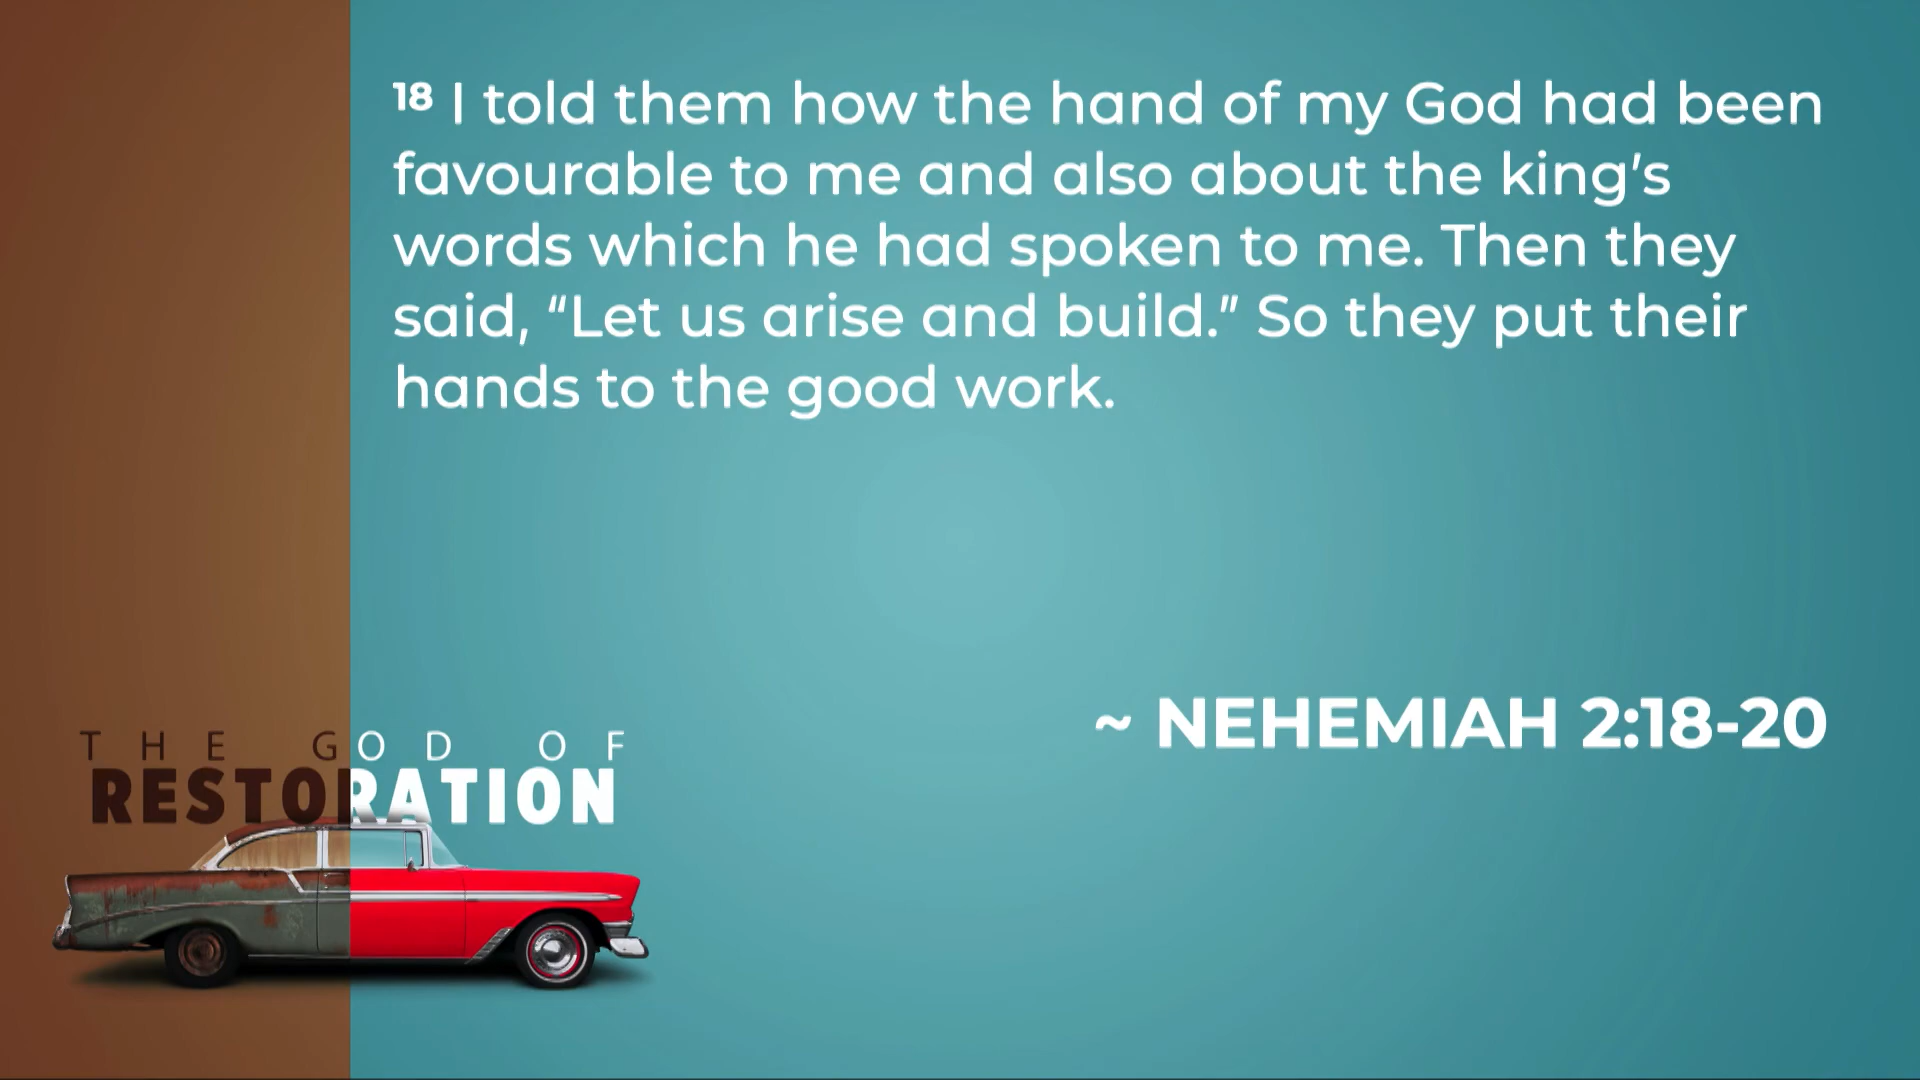 18 I told them how the hand of my God had been
favourable to me and also about the king’s
words which he had spoken to me. Then they
said, “Let us arise and build.” So they put their
hands to the good work.
~ NEHEMIAH 2:18-20
THE GOD OF
RESTORATION